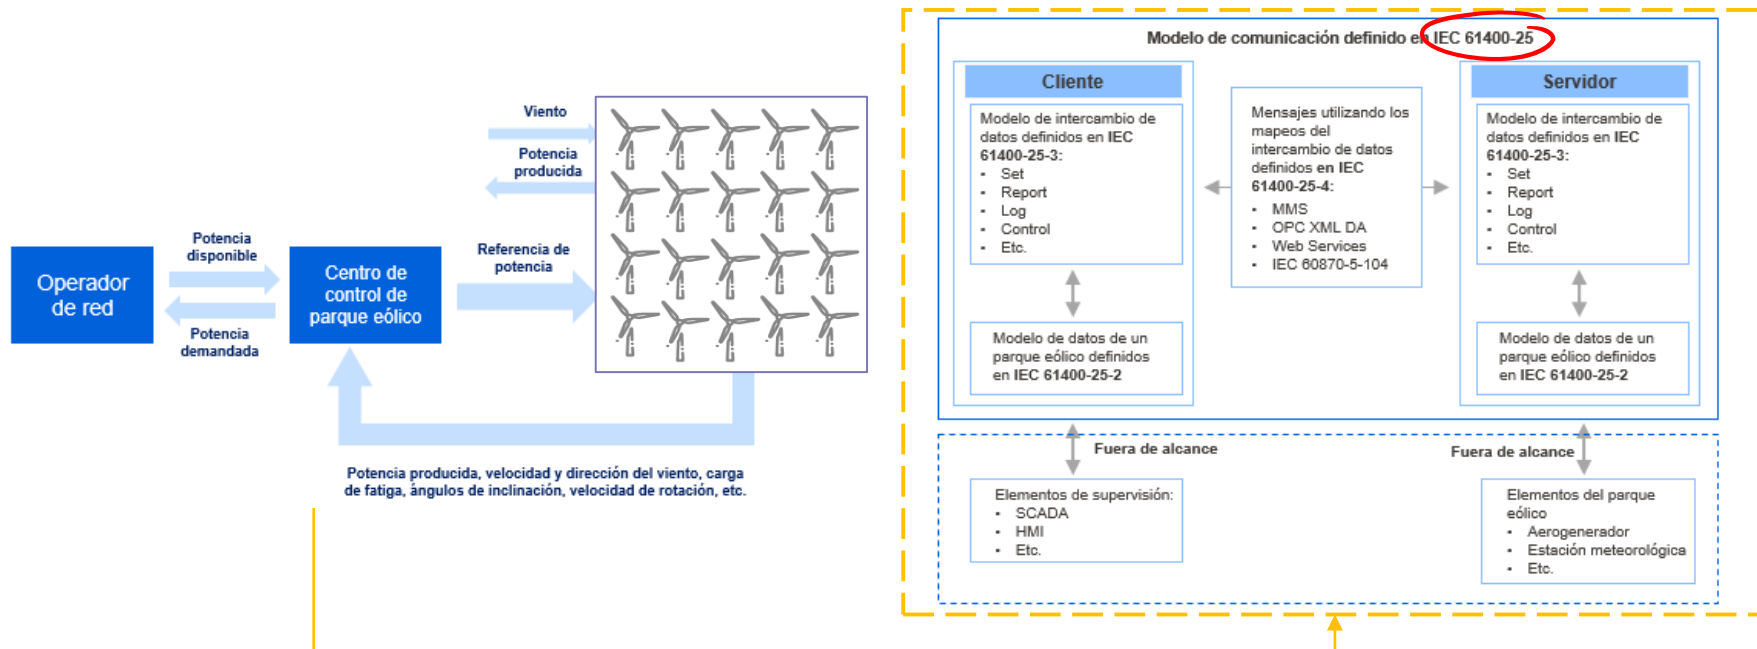 Viento
Potencia
producida
Operador
de red
Potencia
disponible
Potencia
demandada
Centro de
control de
parque eólico
Referencia de
potencia
Potencia producida, velocidad y dirección del viento, carga
de fatiga, ángulos de inclinación, velocidad de rotación, etc.
Modelo de comunicación definido en IEC 61400-25
Cliente
Modelo de intercambio de
datos definidos en IEC
61400-25-3:
▪ Set
▪ Report
▪ Log
▪ Control
▪ Etc.
Modelo de datos de un
parque eólico definidos
en IEC 61400-25-2
Mensajes utilizando los
mapeos del
intercambio de datos
definidos en IEC
61400-25-4:
▪ MMS
▪ OPC XML DA
▪ Web Services
▪ IEC 60870-5-104
Servidor
Modelo de intercambio de
datos definidos en IEC
61400-25-3:
▪ Set
▪ Report
▪ Log
▪ Control
▪ Etc.
Modelo de datos de un
parque eólico definidos
en IEC 61400-25-2
Fuera de alcance
Fuera de alcance
Elementos de supervisión:
▪ SCADA
▪ HMI
▪ Etc.
Elementos del parque
eólico
▪ Aerogenerador
▪ Estación meteorológica
▪ Etc.